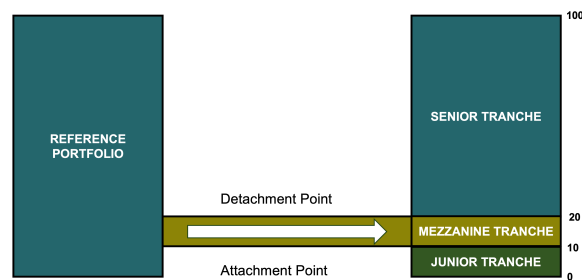 100
SENIOR TRANCHE
REFERENCE
PORTFOLIO
Detachment Point
20
MEZZANINE TRANCHE
10
Attachment Point
JUNIOR TRANCHE
0